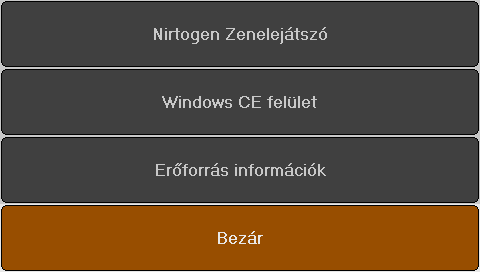 Nirtogen Zenelejátszó
Windows CE felület
Erőforrás információk
Bezár